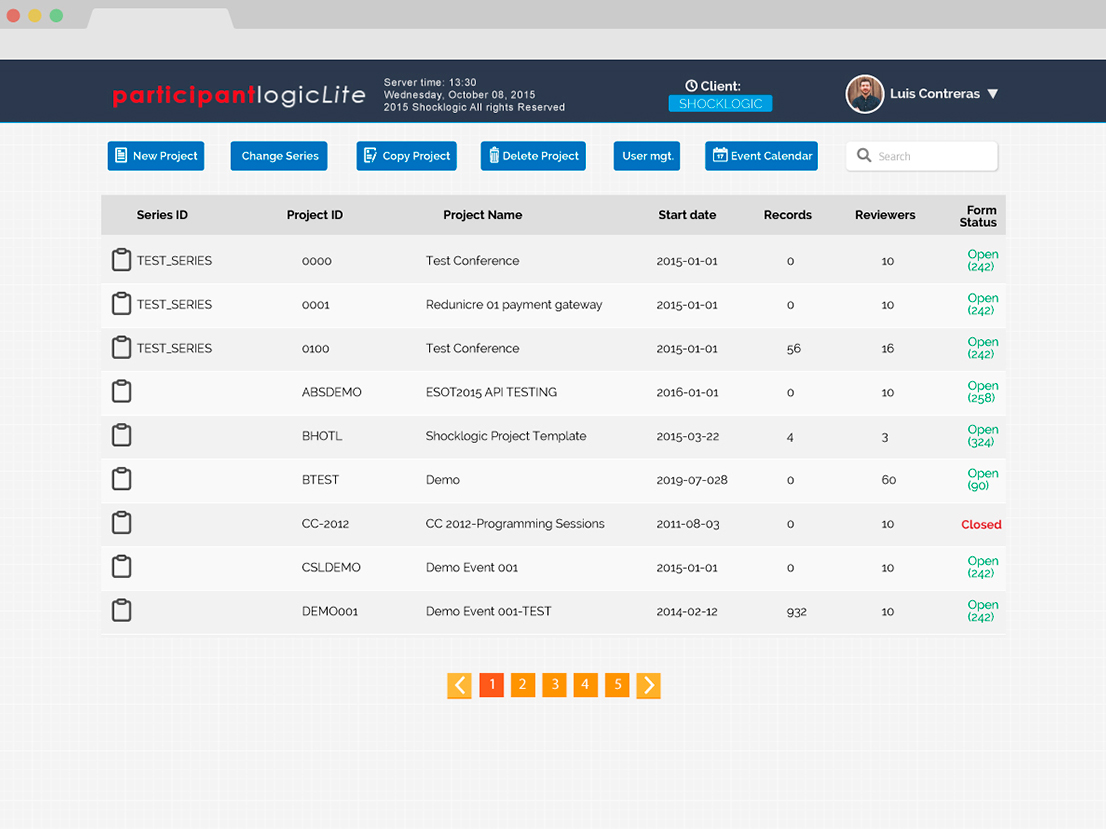 participantlogicLite
Server time: 13:30
Wednesday, October 08, 2015
2015 Shocklogic All rights Reserved
Client:
SHOCKLOGIC
Luis Contreras
New Project Change Series Copy Project Delete Project User mgt. 17 Event Calendar Search
Series ID Project ID Project Name Start date Records Reviewers Form Status
TEST_SERIES 0000 Test Conference 2015-01-01 0 10 Open (242)
TEST_SERIES 0001 Redunicre 01 payment gateway 2015-01-01 0 10 Open (242)
TEST_SERIES 0100 Test Conference 2015-01-01 56 16 Open (242)
ABSDEMO ESOT2015 API TESTING 2016-01-01 0 10 Open (258)
BHOTL Shocklogic Project Template 2015-03-22 4 3 Open (324)
BTEST Demo 2019-07-028 0 60 Open (90)
CC-2012 CC 2012-Programming Sessions 2011-08-03 0 10 Closed
CSLDEMO Demo Event 001 2015-01-01 0 10 Open (242)
DEMO001 Demo Event 001-TEST 2014-02-12 932 10 Open (242)
1 2 3 4 5